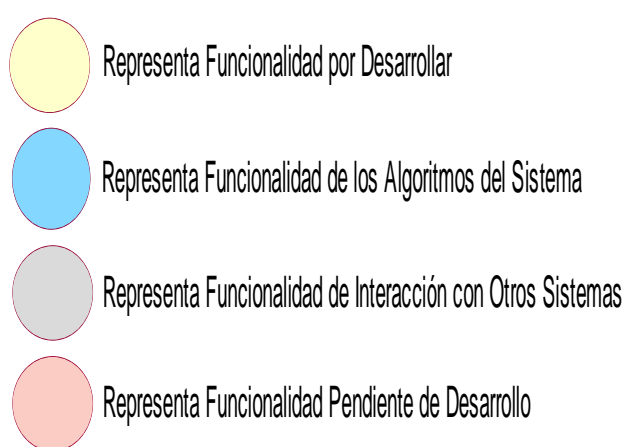 Representa Funcionalidad por Desarrollar
Representa Funcionalidad de los Algoritmos del Sistema
Representa Funcionalidad de Interacción con Otros Sistemas
Representa Funcionalidad Pendiente de Desarrollo